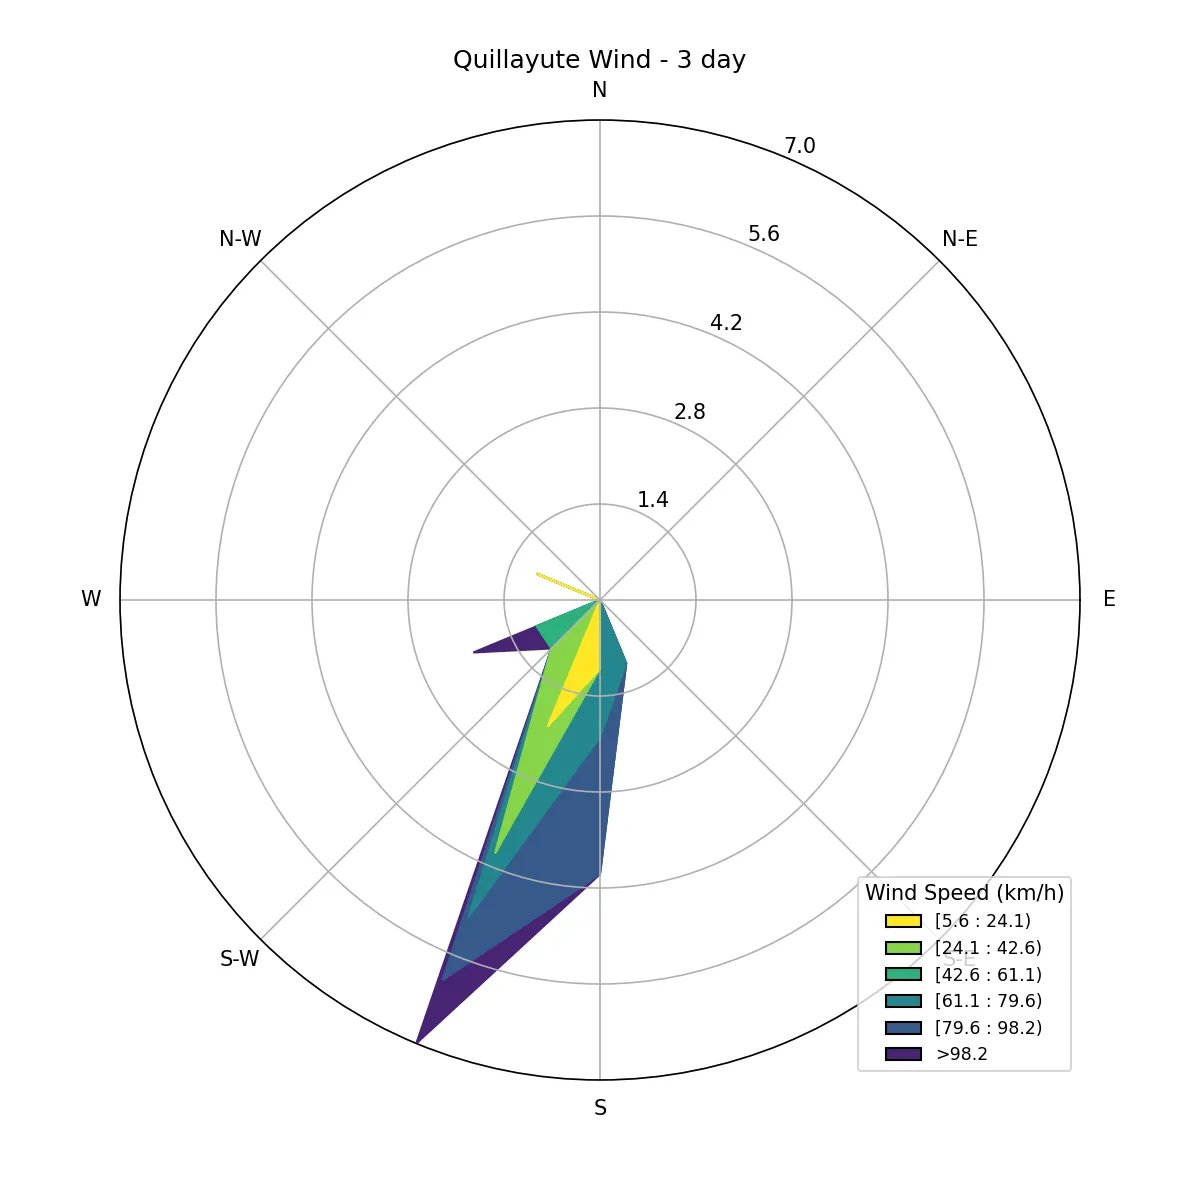 Quillayute Wind - 3 day
N
7.0
5.6
N-W
N-E
4.2
2.8
1.4
W
E
Wind Speed (km/h)
[5.6 : 24.1)
[24.1 : 42.6)
S-W
S-E
[42.6 : 61.1)
[61.1 : 79.6)
[79.6 : 98.2)
>98.2
S